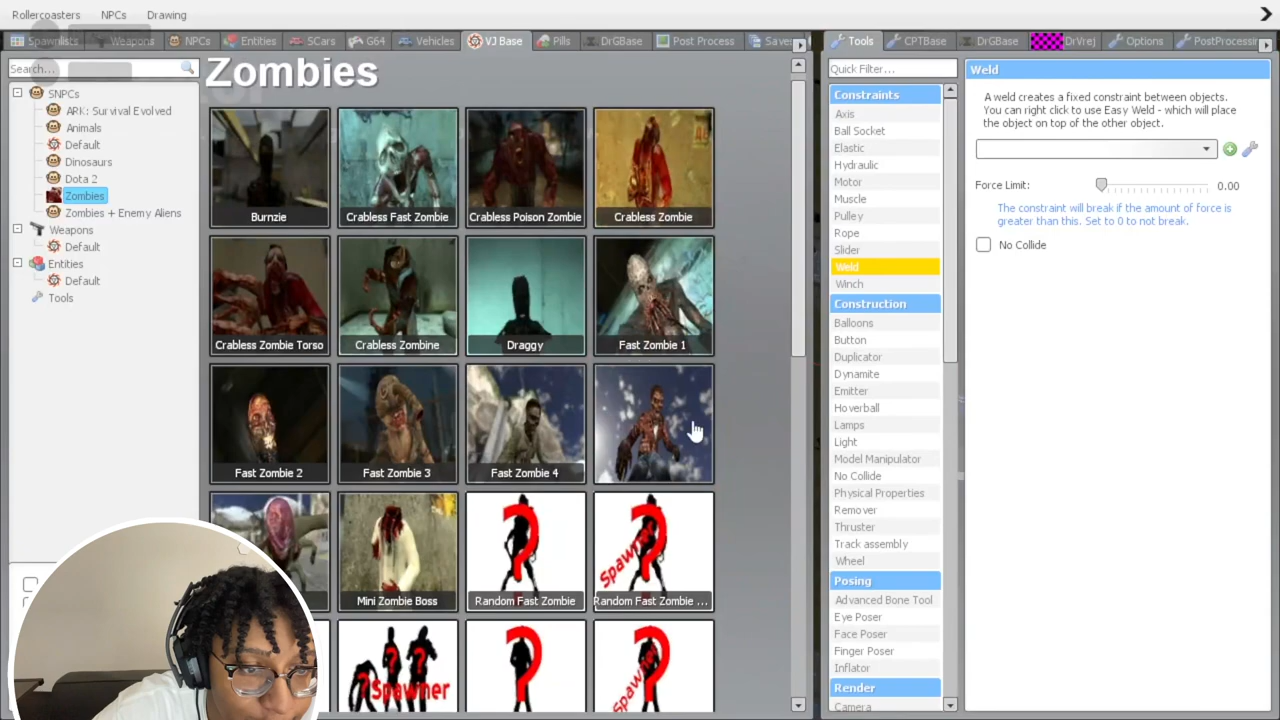 Rollercoasters NPCs Drawing
Spawnlists Weapons NPCs Entities SCars G64 Vehicles VJ Base Pills DrGBase Post Process Saves
Tools CPTBase DrGBase DrVrej Options
Search...
SNPCs
ARK: Survival Evolved
Animals
Default
Dinosaurs
Dota 2
Zombies
Zombies + Enemy Aliens
Weapons
Default
Entities
Default
Tools
Zombies
Burnzie
Crabless Fast Zombie
Crabless Poison Zombie
Crabless Zombie
Crabless Zombie Torso
Crabless Zombine
Draggy
Fast Zombie 1
Fast Zombie 2
Fast Zombie 3
Fast Zombie 4
Mini Zombie Boss
? Random Fast Zombie
? Spawner Random Fast Zombie ...
? ? ? Spawner
?
?
Quick Filter...
Constraints
Axis
Ball Socket
Elastic
Hydraulic
Motor
Muscle
Pulley
Rope
Slider
Weld
Winch
Construction
Balloons
Button
Duplicator
Dynamite
Emitter
Hoverball
Lamps
Light
Model Manipulator
No Collide
Physical Properties
Remover
Thruster
Track assembly
Wheel
Posing
Advanced Bone Tool
Eye Poser
Face Poser
Finger Poser
Inflator
Render
Camera
Weld
A weld creates a fixed constraint between objects.
You can right click to use Easy Weld - which will place
the object on top of the other object.
Force Limit: 0.00
The constraint will break if the amount of force is
greater than this. Set to 0 to not break.
No Collide